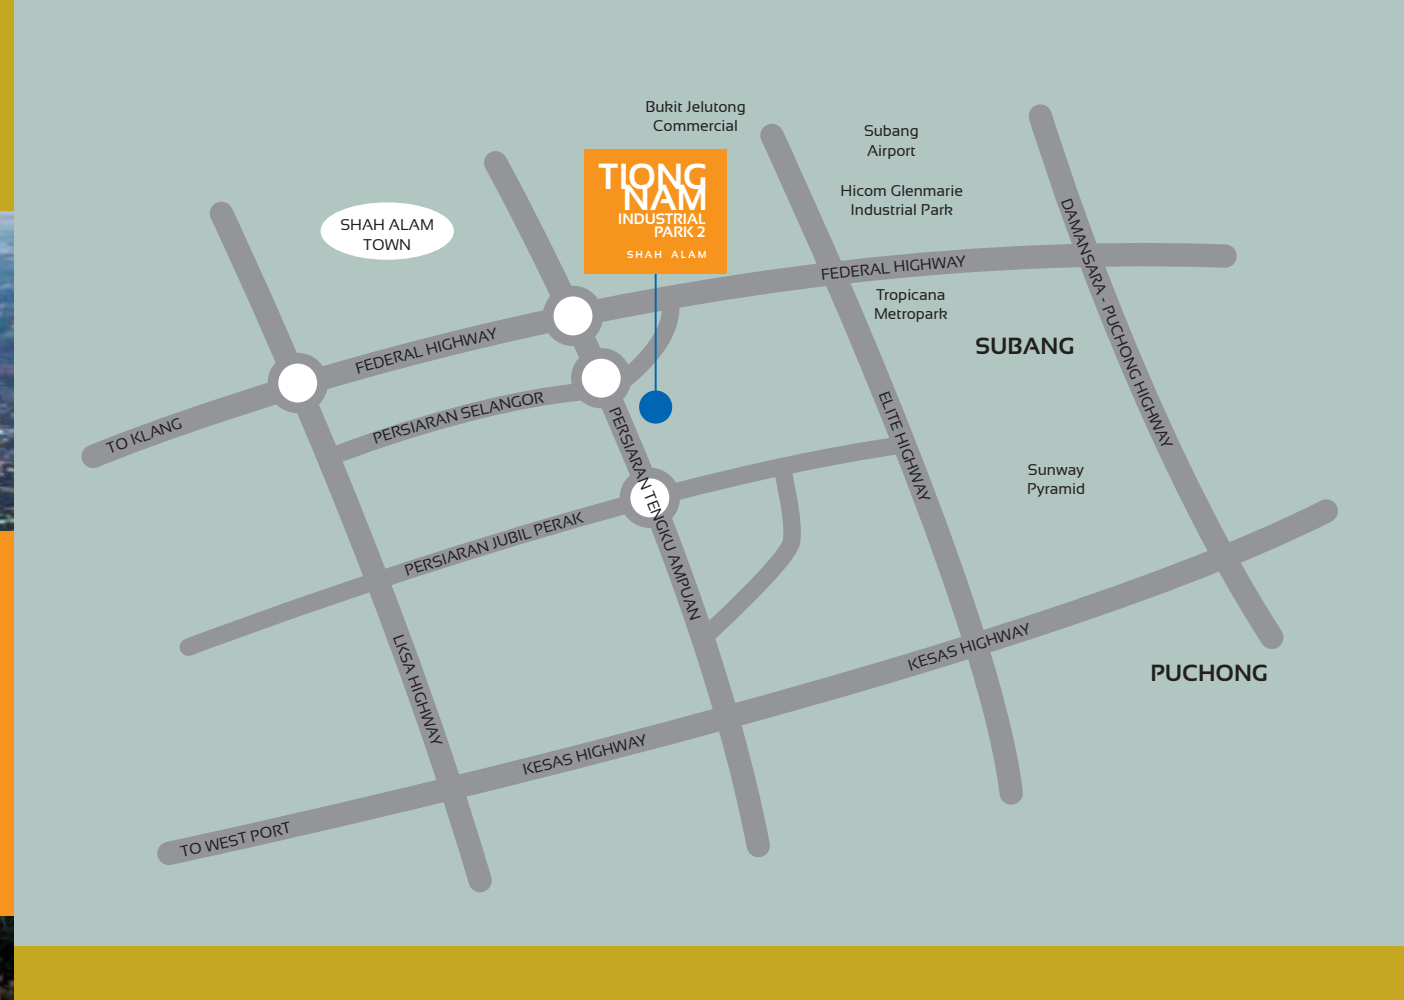 Bukit Jelutong
Commercial
Subang
Airport
Hicom Glenmarie
Industrial Park
TIONG
NAM
INDUSTRIAL
PARK 2
SHAH ALAM
SHAH ALAM
TOWN
FEDERAL HIGHWAY
DAMANSARA - PUCHONG HIGHWAY
Tropicana
Metropark
SUBANG
FEDERAL HIGHWAY
TO KLANG
PERSIARAN SELANGOR
PERSIARAN TENGKU AMPUAN
ELITE HIGHWAY
Sunway
Pyramid
PERSIARAN JUBIL PERAK
LKSA HIGHWAY
KESAS HIGHWAY
PUCHONG
KESAS HIGHWAY
TO WEST PORT